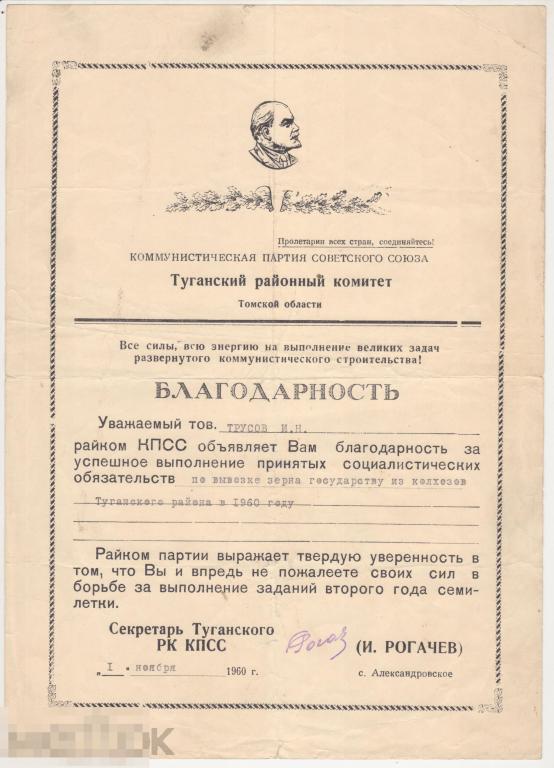 Пролетарии всех стран, соединяйтесь!
КОММУНИСТИЧЕСКАЯ ПАРТИЯ СОВЕТСКОГО СОЮЗА
Туганский районный комитет
Томской области
Все силы, всю энергию на выполнение великих задач
развернутого коммунистического строительства!
БЛАГОДАРНОСТЬ
Уважаемый тов. ТРУСОВ И.Н.
райком КПСС объявляет Вам благодарность за
успешное выполнение принятых социалистических
обязательств по вывозке зерна государству из колхозов
Туганского района в 1960 году
Райком партии выражает твердую уверенность в
том, что Вы и впредь не пожалеете своих сил в
борьбе за выполнение заданий второго года семи-
летки.
Секретарь Туганского
РК КПСС (И. РОГАЧЕВ)
„I" ноября 1960 г. с. Александровское